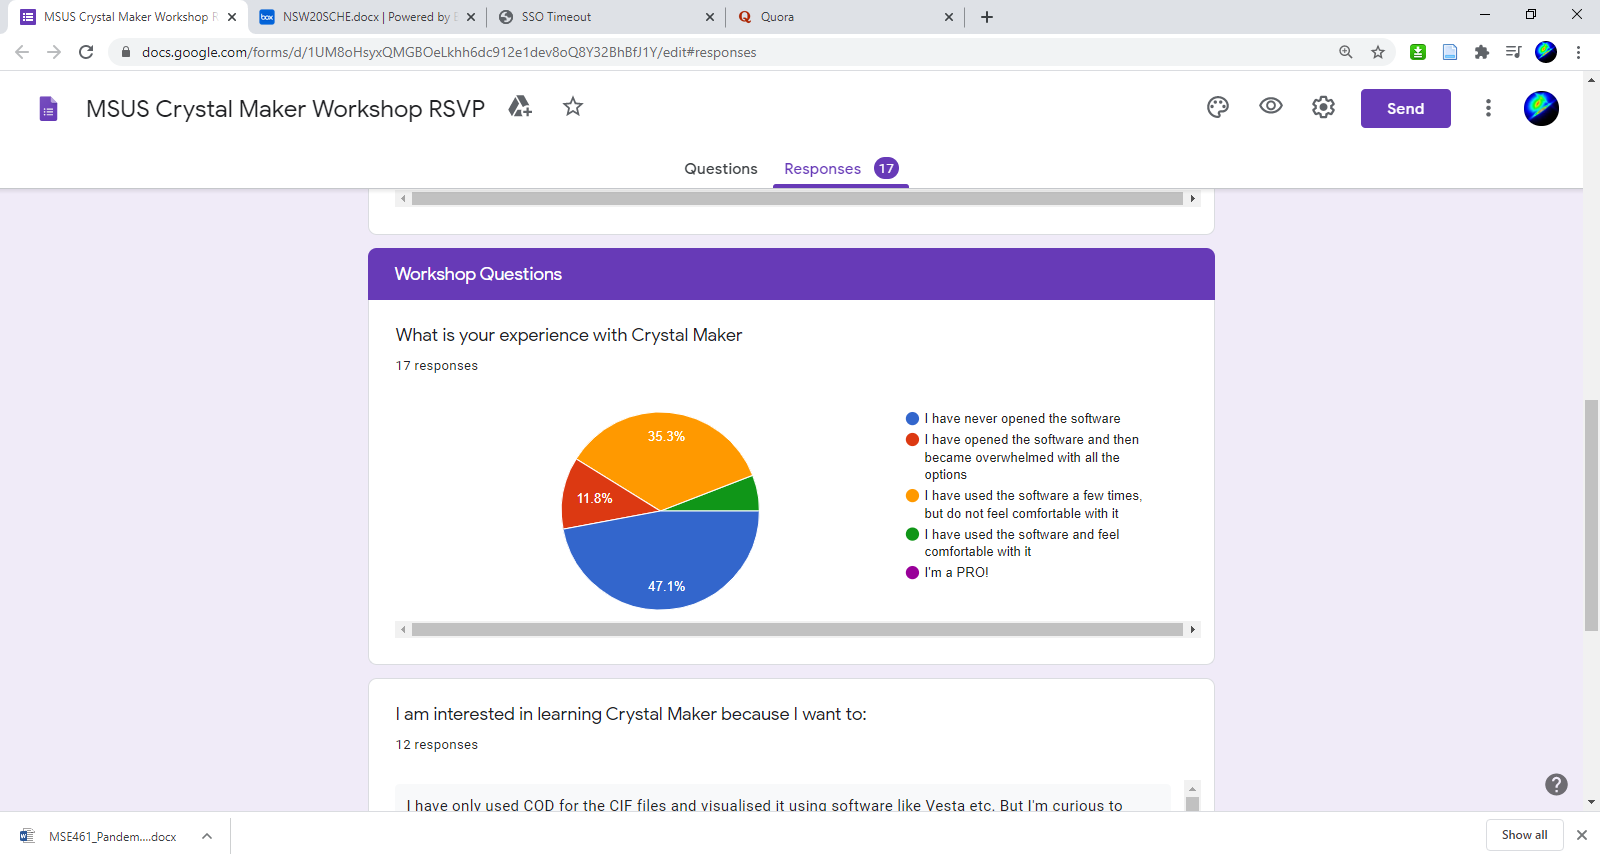 MSUS Crystal Maker Workshop R
NSW20SCHE.docx | Powered by
SSO Timeout
Quora
docs.google.com/forms/d/1UM8oHsyxQMGBOeLkhh6dc912e1dev8oQ8Y32BhBfJ1Y/edit#responses
MSUS Crystal Maker Workshop RSVP
Send
Questions
Responses 17
Workshop Questions
What is your experience with Crystal Maker
17 responses
35.3%
11.8%
47.1%
I have never opened the software
I have opened the software and then
became overwhelmed with all the
options
I have used the software a few times,
but do not feel comfortable with it
I have used the software and feel
comfortable with it
I'm a PRO!
I am interested in learning Crystal Maker because I want to:
12 responses
I have only used COD for the CIF files and visualised it using software like Vesta etc. But I'm curious to
MSE461_Pandem....docx
Show all